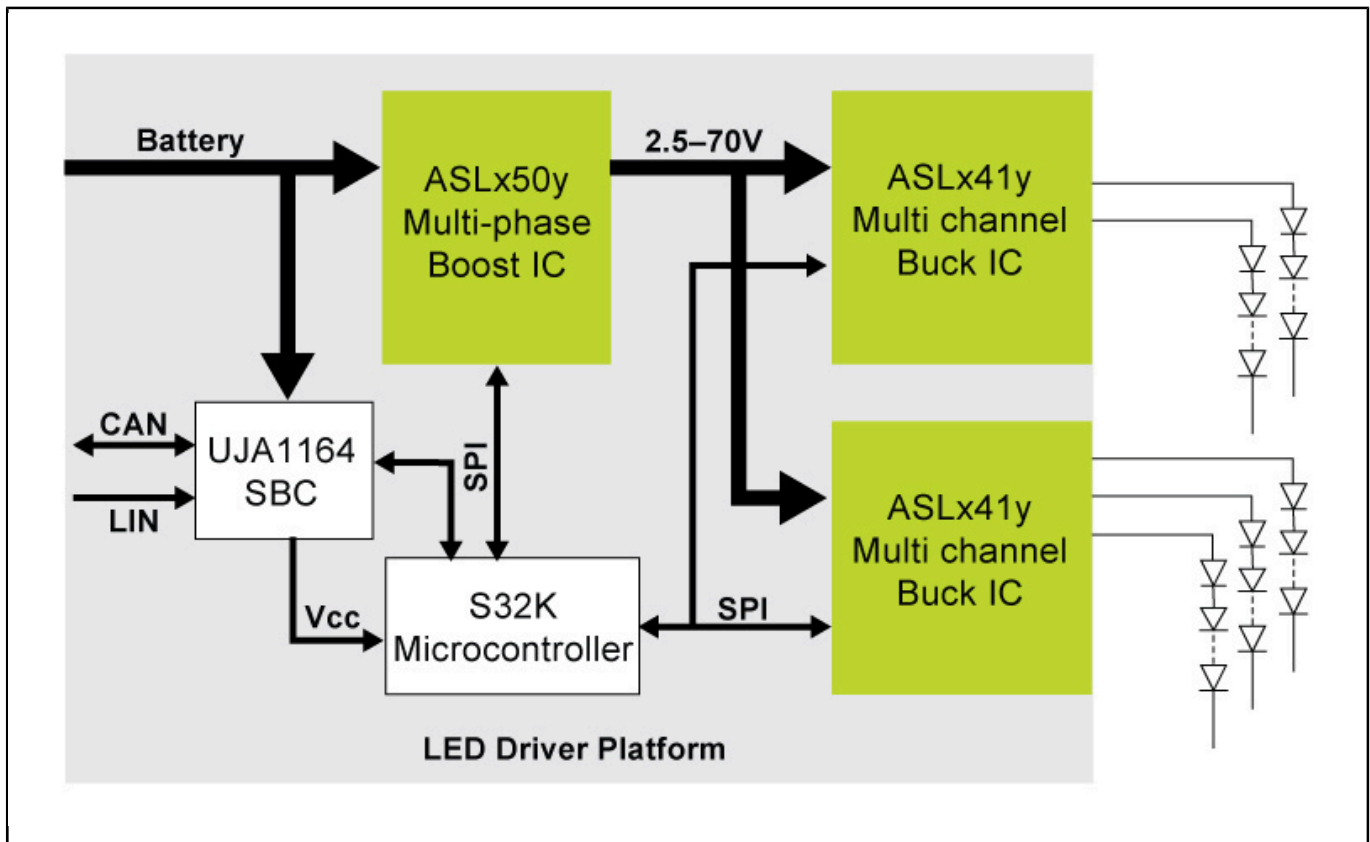 Battery
ASLx50y
Multi-phase
Boost IC
2.5–70V
ASLx41y
Multi channel
Buck IC
CAN
LIN
UJA1164
SBC
SPI
ASLx41y
Multi channel
Buck IC
Vcc
S32K
Microcontroller
SPI
LED Driver Platform